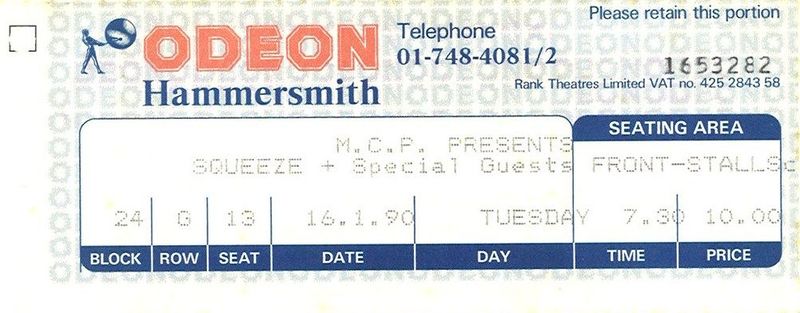 Please retain this portion
ODEON
Telephone
01-748-4081/2
1653282
Hammersmith
Rank Theatres Limited VAT no. 425 2843 58
SEATING AREA
M.C.P. PRESENTS
SQUEEZE + Special Guests FRONT-STALLS
24 G 13 16.1.90 TUESDAY 7.30 10.00
BLOCK ROW SEAT DATE DAY TIME PRICE